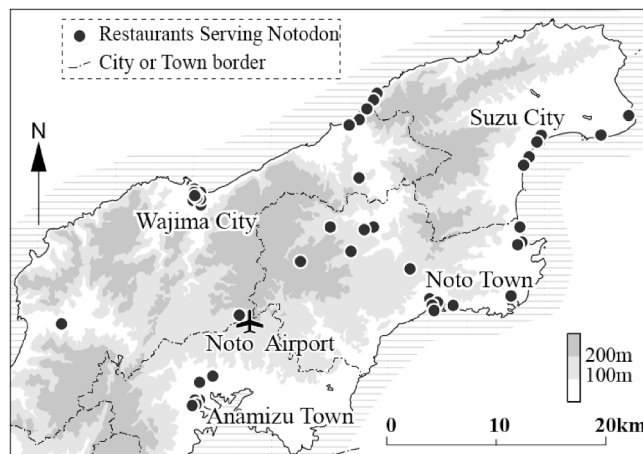 Restaurants Serving Notodon
City or Town border
N
Suzu City
Wajima City
Noto Town
Noto Airport
Anamizu Town
200m
100m
0 10 20km